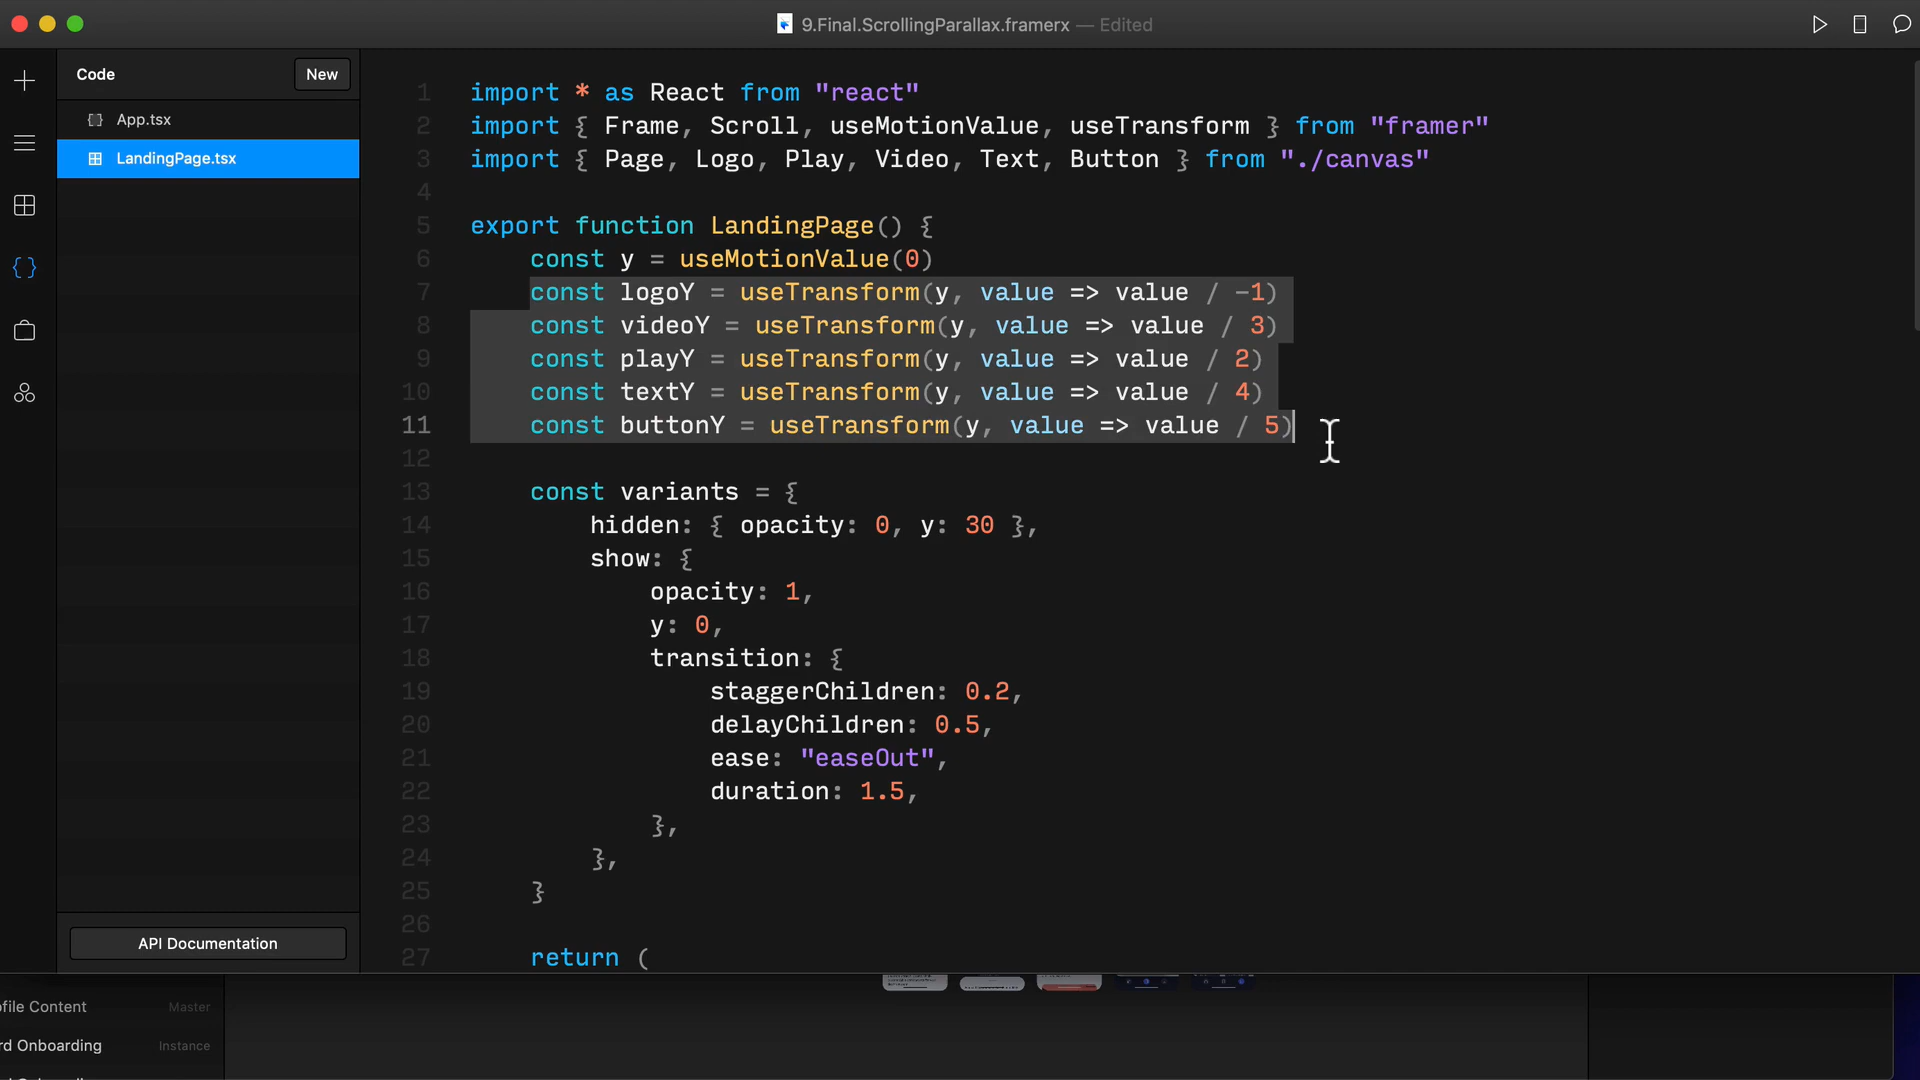 9.Final.ScrollingParallax.framerx — Edited
Code
New
App.tsx
LandingPage.tsx
1 import * as React from "react"
2 import { Frame, Scroll, useMotionValue, useTransform } from "framer"
3 import { Page, Logo, Play, Video, Text, Button } from "./canvas"
4
5 export function LandingPage() {
6 const y = useMotionValue(0)
7 const logoY = useTransform(y, value => value / -1)
8 const videoY = useTransform(y, value => value / 3)
9 const playY = useTransform(y, value => value / 2)
10 const textY = useTransform(y, value => value / 4)
11 const buttonY = useTransform(y, value => value / 5)
12
13 const variants = {
14 hidden: { opacity: 0, y: 30 },
15 show: {
16 opacity: 1,
17 y: 0,
18 transition: {
19 staggerChildren: 0.2,
20 delayChildren: 0.5,
21 ease: "easeOut",
22 duration: 1.5,
23 },
24 },
25 }
26
27 return (
API Documentation
ofile Content Master
rd Onboarding Instance